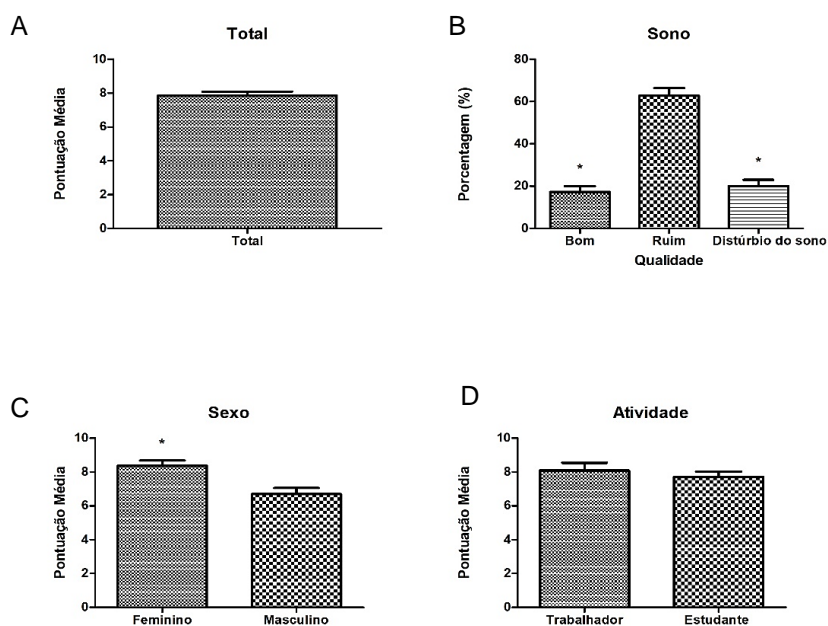 A
Total
Pontuação Média
10
8
6
4
2
0
Total
B
Sono
Porcentagem (%)
80
60
40
20
0
*
*
Bom
Ruim
Distúrbio do sono
Qualidade
C
Sexo
Pontuação Média
10
8
6
4
2
0
*
Feminino
Masculino
D
Atividade
Pontuação Média
10
8
6
4
2
0
Trabalhador
Estudante